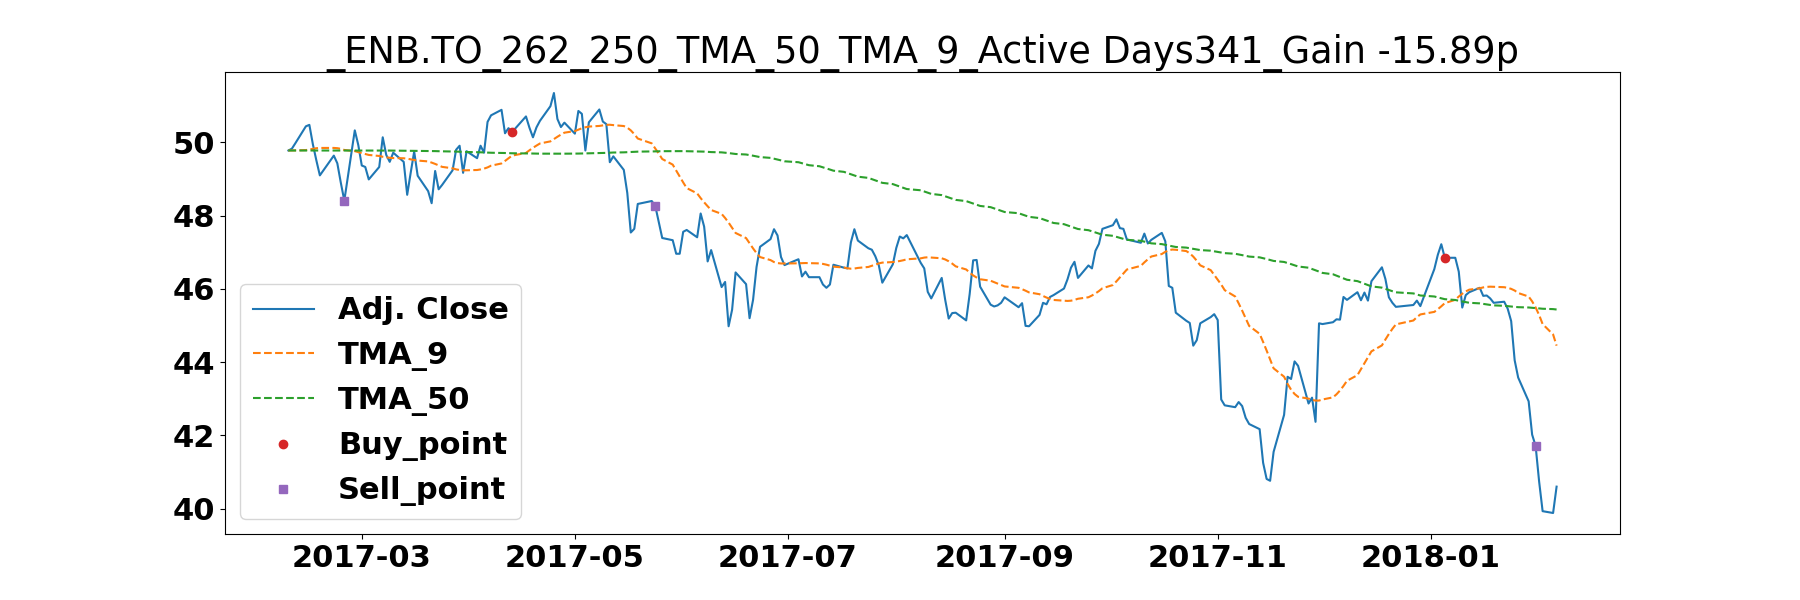 _ENB.TO_262_250_TMA_50_TMA_9_Active Days341_Gain -15.89p
50
48
46
44
42
40
Adj. Close
TMA_9
TMA_50
Buy_point
Sell_point
2017-03 2017-05 2017-07 2017-09 2017-11 2018-01